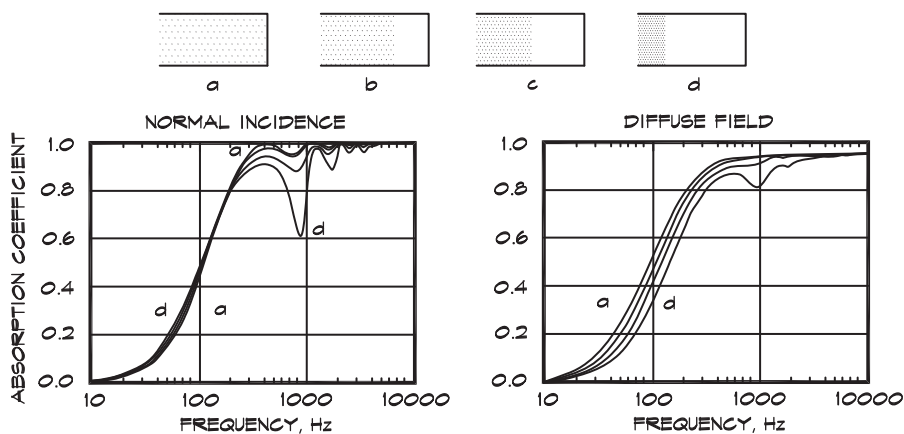 a b c d
NORMAL INCIDENCE
ABSORPTION COEFFICIENT
1.0
0.8
0.6
0.4
0.2
0.0
a
d
d a
10 100 1000 10000
FREQUENCY, Hz
DIFFUSE FIELD
1.0
0.8
0.6
0.4
0.2
0.0
a d
10 100 1000 10000
FREQUENCY, Hz